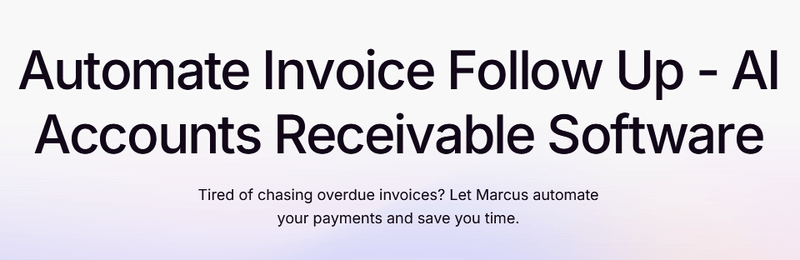 Automate Invoice Follow Up - AI
Accounts Receivable Software
Tired of chasing overdue invoices? Let Marcus automate
your payments and save you time.